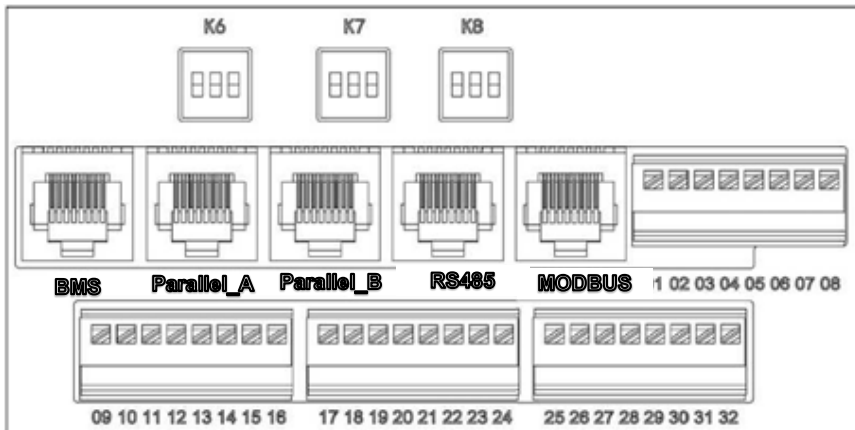 K6 K7 K8
BMS Parallel_A Parallel_B RS485 MODBUS 1 02 03 04 05 06 07 08
09 10 11 12 13 14 15 16 17 18 19 20 21 22 23 24 25 26 27 28 29 30 31 32